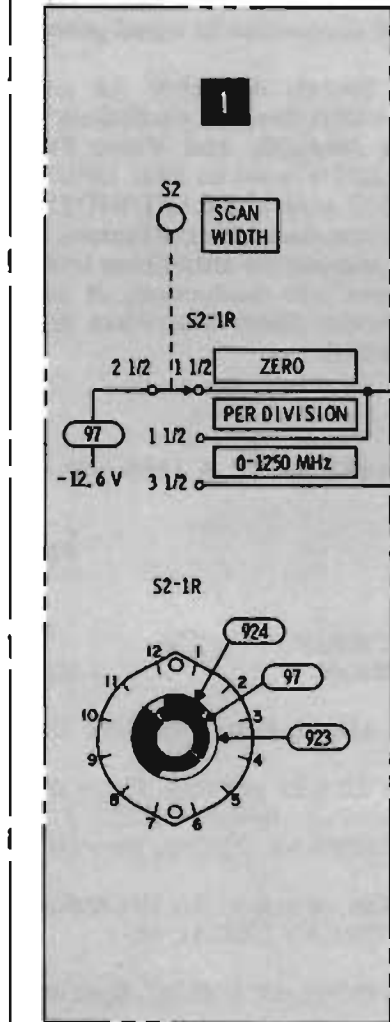 1
S2
SCAN
WIDTH
S2-1R
2 1/2 1 1/2 ZERO
PER DIVISION
97 1 1/2
0-1250 MHz
-12.6 V 3 1/2
S2-1R
924
97
923
12 1
11 2
10 3
9 4
8 5
7 6